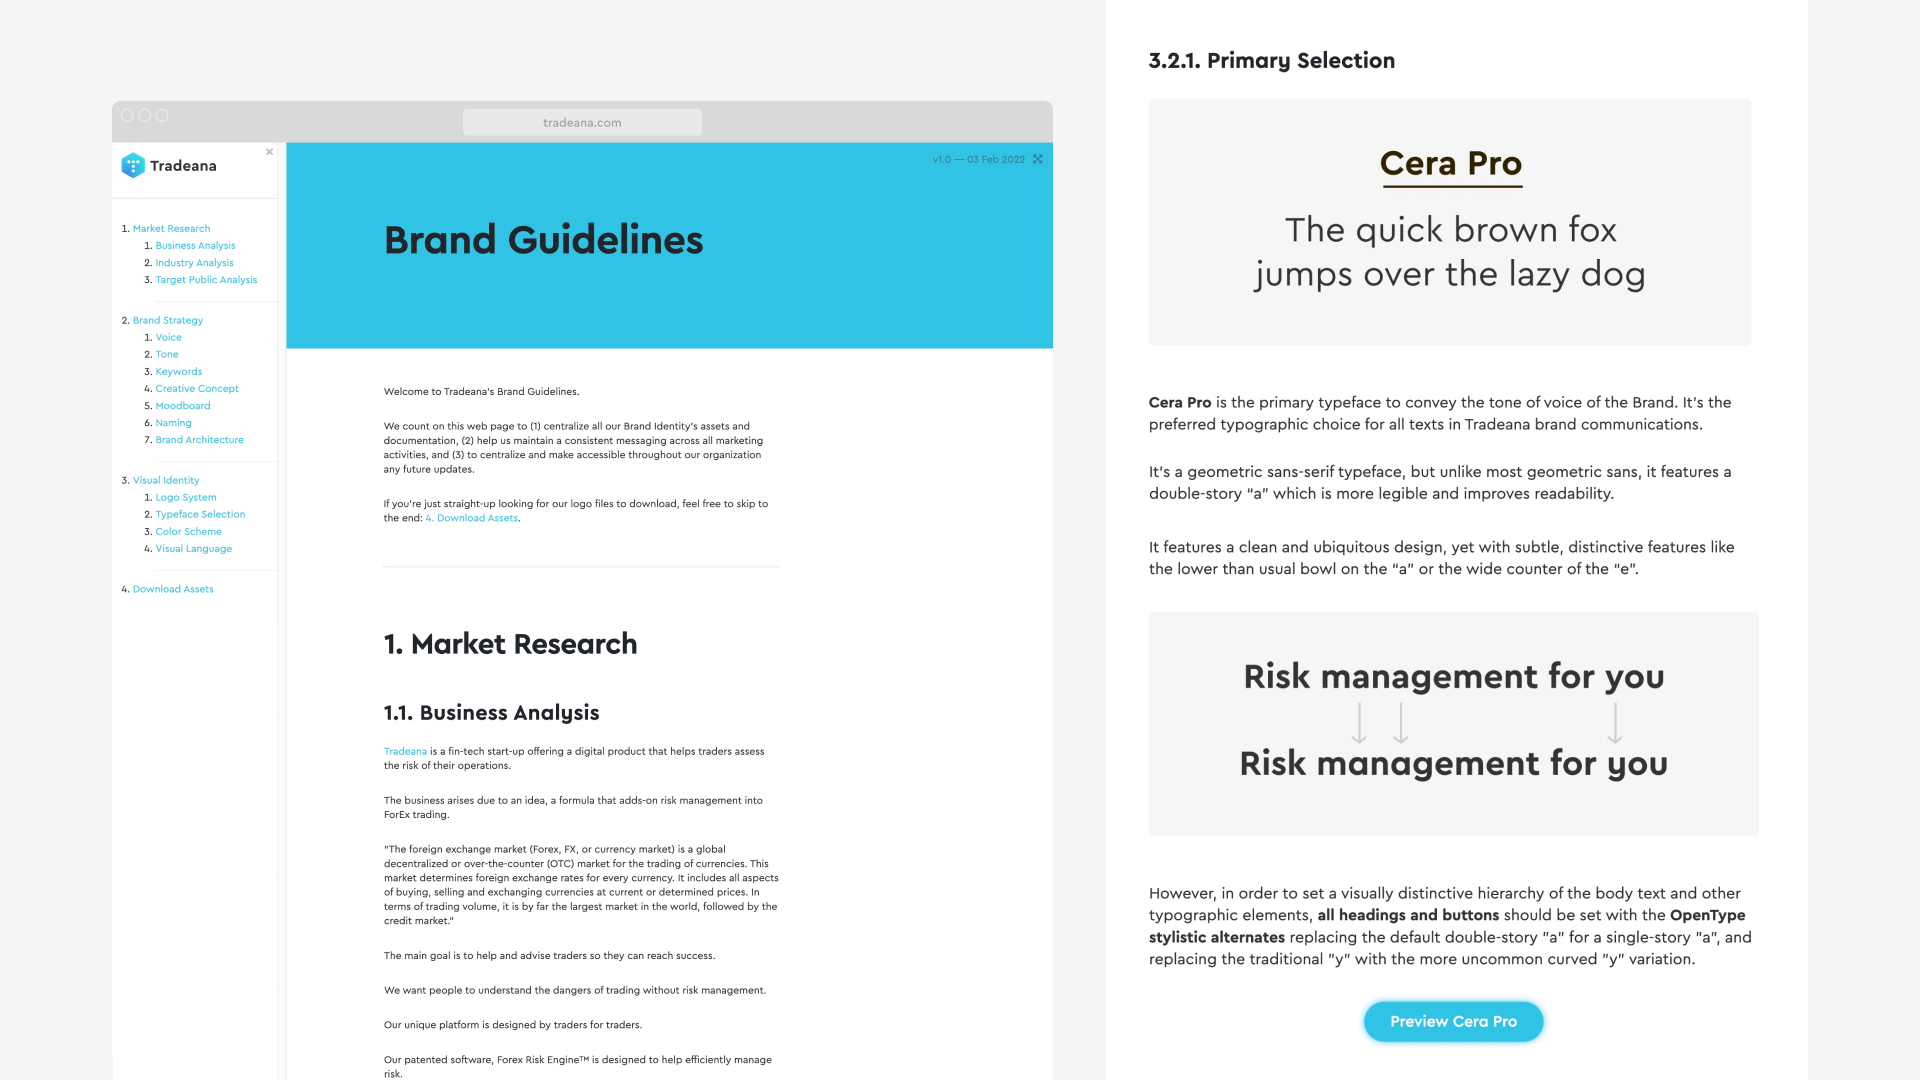 tradeana.com
Tradeana
×
1. Market Research
1. Business Analysis
2. Industry Analysis
3. Target Public Analysis
2. Brand Strategy
1. Voice
2. Tone
3. Keywords
4. Creative Concept
5. Moodboard
6. Naming
7. Brand Architecture
3. Visual Identity
1. Logo System
2. Typeface Selection
3. Color Scheme
4. Visual Language
4. Download Assets
v1.0 — 03 Feb 2022
Brand Guidelines
Welcome to Tradeana's Brand Guidelines.
We count on this web page to (1) centralize all our Brand Identity's assets and
documentation, (2) help us maintain a consistent messaging across all marketing
activities, and (3) to centralize and make accessible throughout our organization
any future updates.
If you're just straight-up looking for our logo files to download, feel free to skip to
the end: 4. Download Assets.
1. Market Research
1.1. Business Analysis
Tradeana is a fin-tech start-up offering a digital product that helps traders assess
the risk of their operations.
The business arises due to an idea, a formula that adds-on risk management into
ForEx trading.
"The foreign exchange market (Forex, FX, or currency market) is a global
decentralized or over-the-counter (OTC) market for the trading of currencies. This
market determines foreign exchange rates for every currency. It includes all aspects
of buying, selling and exchanging currencies at current or determined prices. In
terms of trading volume, it is by far the largest market in the world, followed by the
credit market."
The main goal is to help and advise traders so they can reach success.
We want people to understand the dangers of trading without risk management.
Our unique platform is designed by traders for traders.
Our patented software, Forex Risk Engine™ is designed to help efficiently manage
risk.
3.2.1. Primary Selection
Cera Pro
The quick brown fox
jumps over the lazy dog
Cera Pro is the primary typeface to convey the tone of voice of the Brand. It's the
preferred typographic choice for all texts in Tradeana brand communications.
It's a geometric sans-serif typeface, but unlike most geometric sans, it features a
double-story “a” which is more legible and improves readability.
It features a clean and ubiquitous design, yet with subtle, distinctive features like
the lower than usual bowl on the “a” or the wide counter of the “e”.
Risk management for you
Risk management for you
However, in order to set a visually distinctive hierarchy of the body text and other
typographic elements, all headings and buttons should be set with the OpenType
stylistic alternates replacing the default double-story "a" for a single-story "a", and
replacing the traditional "y" with the more uncommon curved "y" variation.
Preview Cera Pro